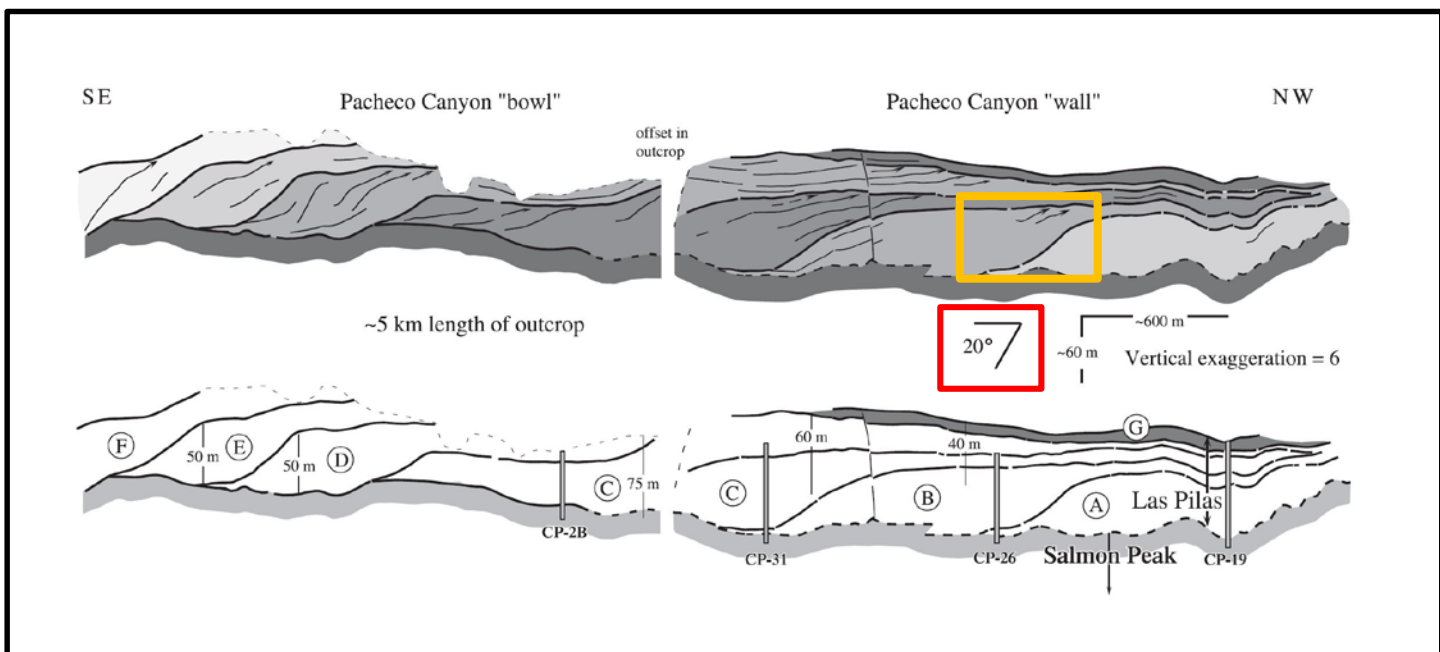 SE
Pacheco Canyon "bowl"
Pacheco Canyon "wall"
NW
offset in
outcrop
~5 km length of outcrop
20°
~600 m
~60 m
Vertical exaggeration = 6
F
E
D
C
50 m
50 m
75 m
CP-2B
60 m
40 m
G
C
B
A
Las Pilas
CP-31
CP-26
Salmon Peak
CP-19